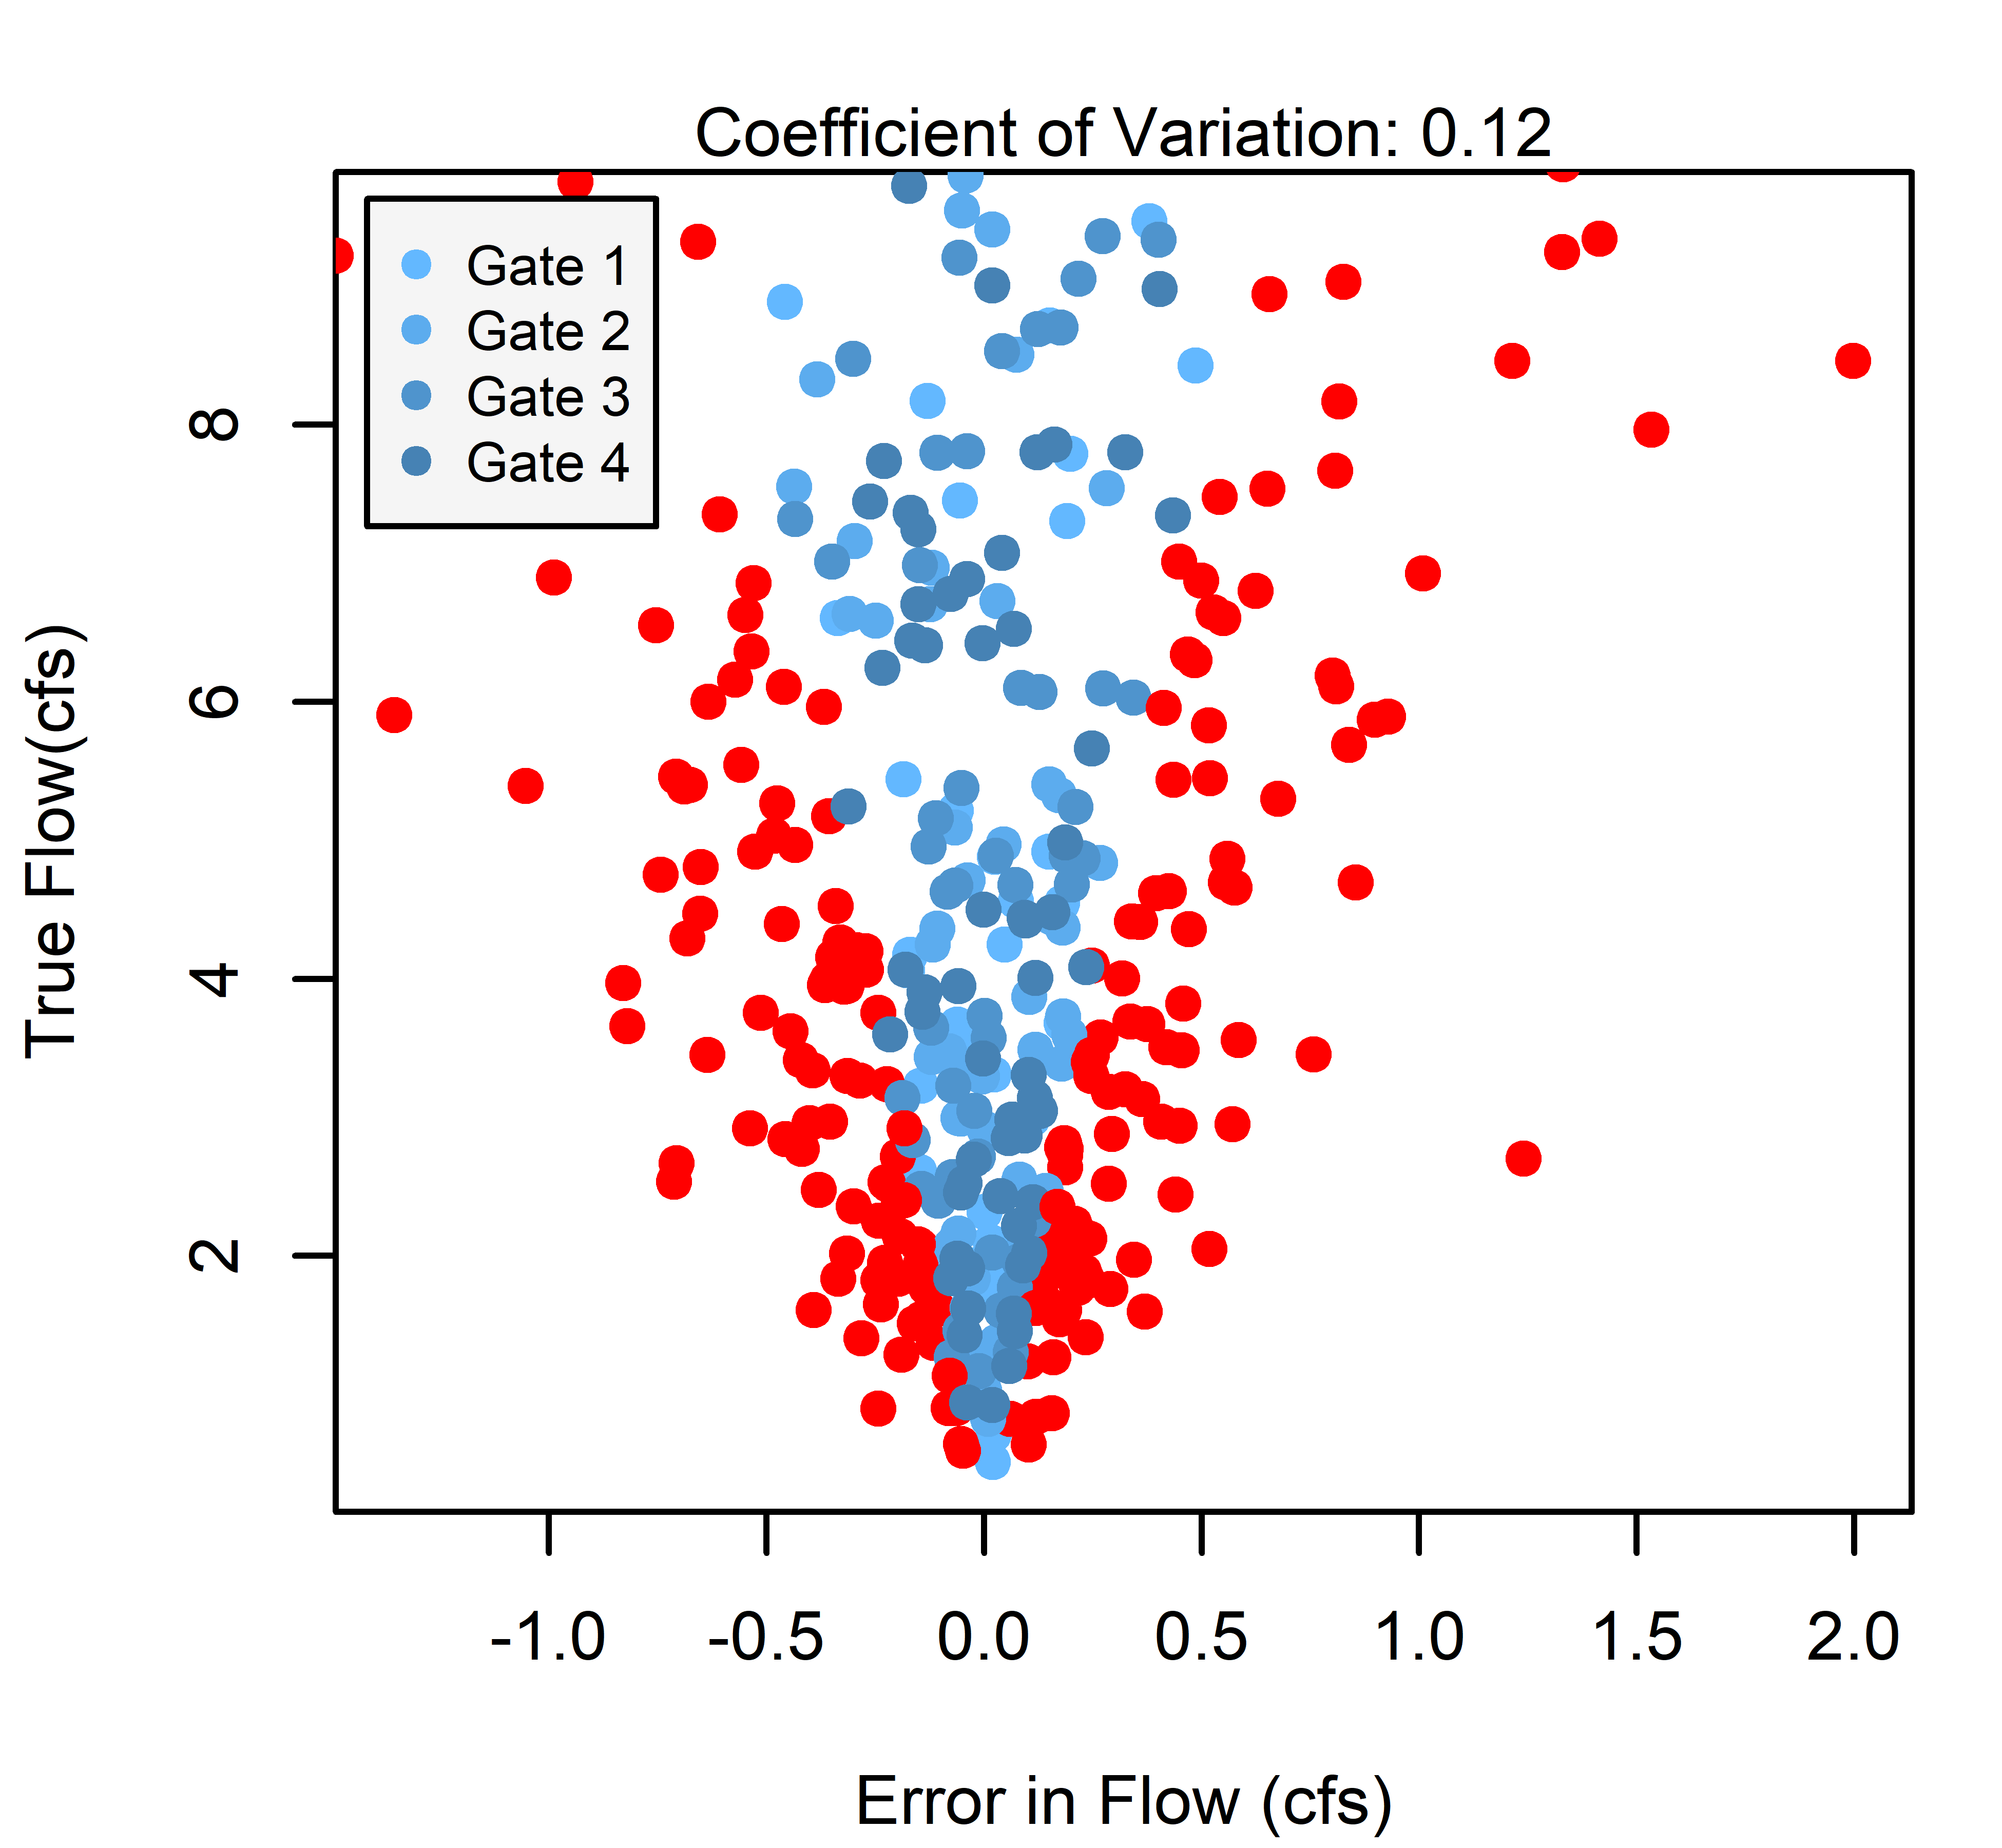 Coefficient of Variation: 0.12
Gate 1
Gate 2
Gate 3
Gate 4
True Flow(cfs)
8
6
4
2
-1.0 -0.5 0.0 0.5 1.0 1.5 2.0
Error in Flow (cfs)